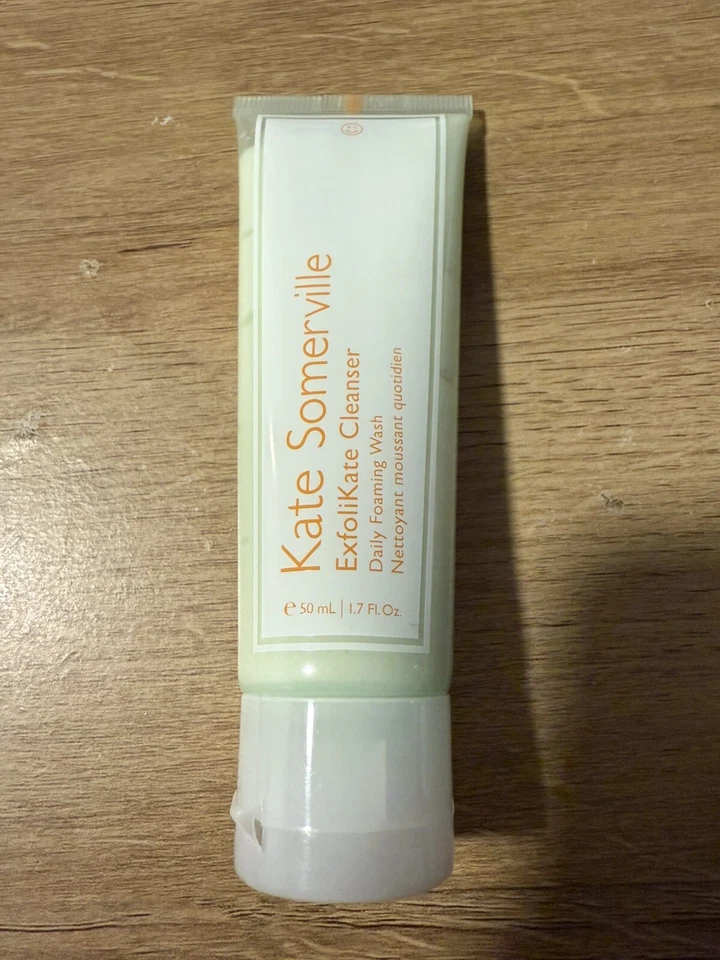 Kate Somerville
ExfoliKate Cleanser
Daily Foaming Wash
Nettoyant moussant quotidien
℮ 50 mL | 1.7 Fl. Oz.